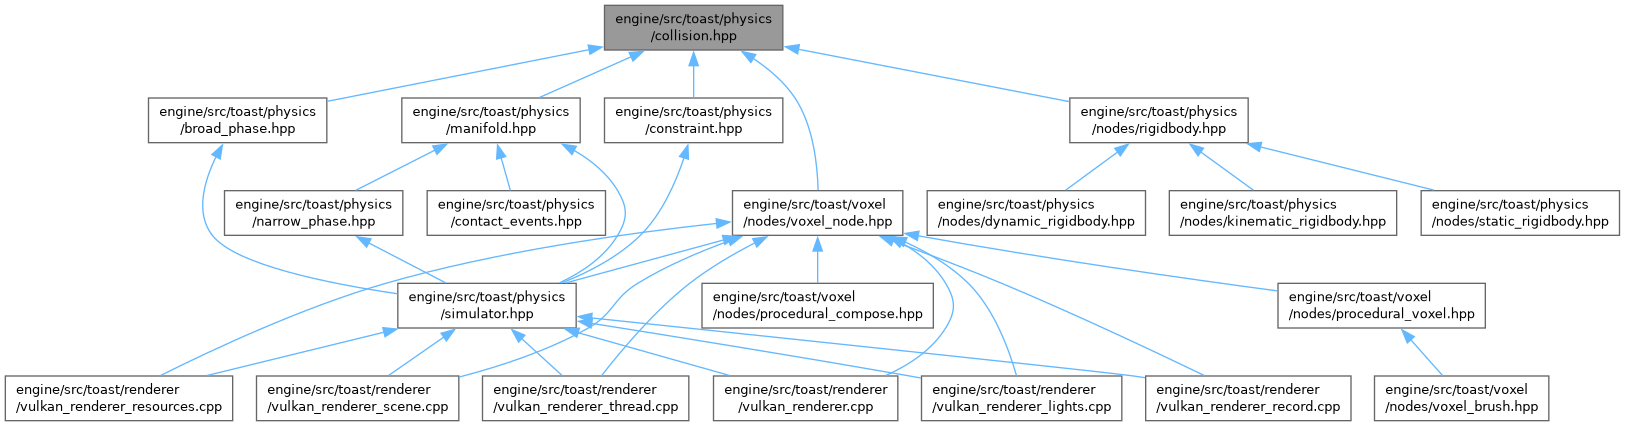 engine/src/toast/physics
/collision.hpp
engine/src/toast/physics
/broad_phase.hpp
engine/src/toast/physics
/manifold.hpp
engine/src/toast/physics
/constraint.hpp
engine/src/toast/physics
/nodes/rigidbody.hpp
engine/src/toast/physics
/narrow_phase.hpp
engine/src/toast/physics
/contact_events.hpp
engine/src/toast/voxel
/nodes/voxel_node.hpp
engine/src/toast/physics
/nodes/dynamic_rigidbody.hpp
engine/src/toast/physics
/nodes/kinematic_rigidbody.hpp
engine/src/toast/physics
/nodes/static_rigidbody.hpp
engine/src/toast/physics
/simulator.hpp
engine/src/toast/voxel
/nodes/procedural_compose.hpp
engine/src/toast/voxel
/nodes/procedural_voxel.hpp
engine/src/toast/renderer
/vulkan_renderer_resources.cpp
engine/src/toast/renderer
/vulkan_renderer_scene.cpp
engine/src/toast/renderer
/vulkan_renderer_thread.cpp
engine/src/toast/renderer
/vulkan_renderer.cpp
engine/src/toast/renderer
/vulkan_renderer_lights.cpp
engine/src/toast/renderer
/vulkan_renderer_record.cpp
engine/src/toast/voxel
/nodes/voxel_brush.hpp